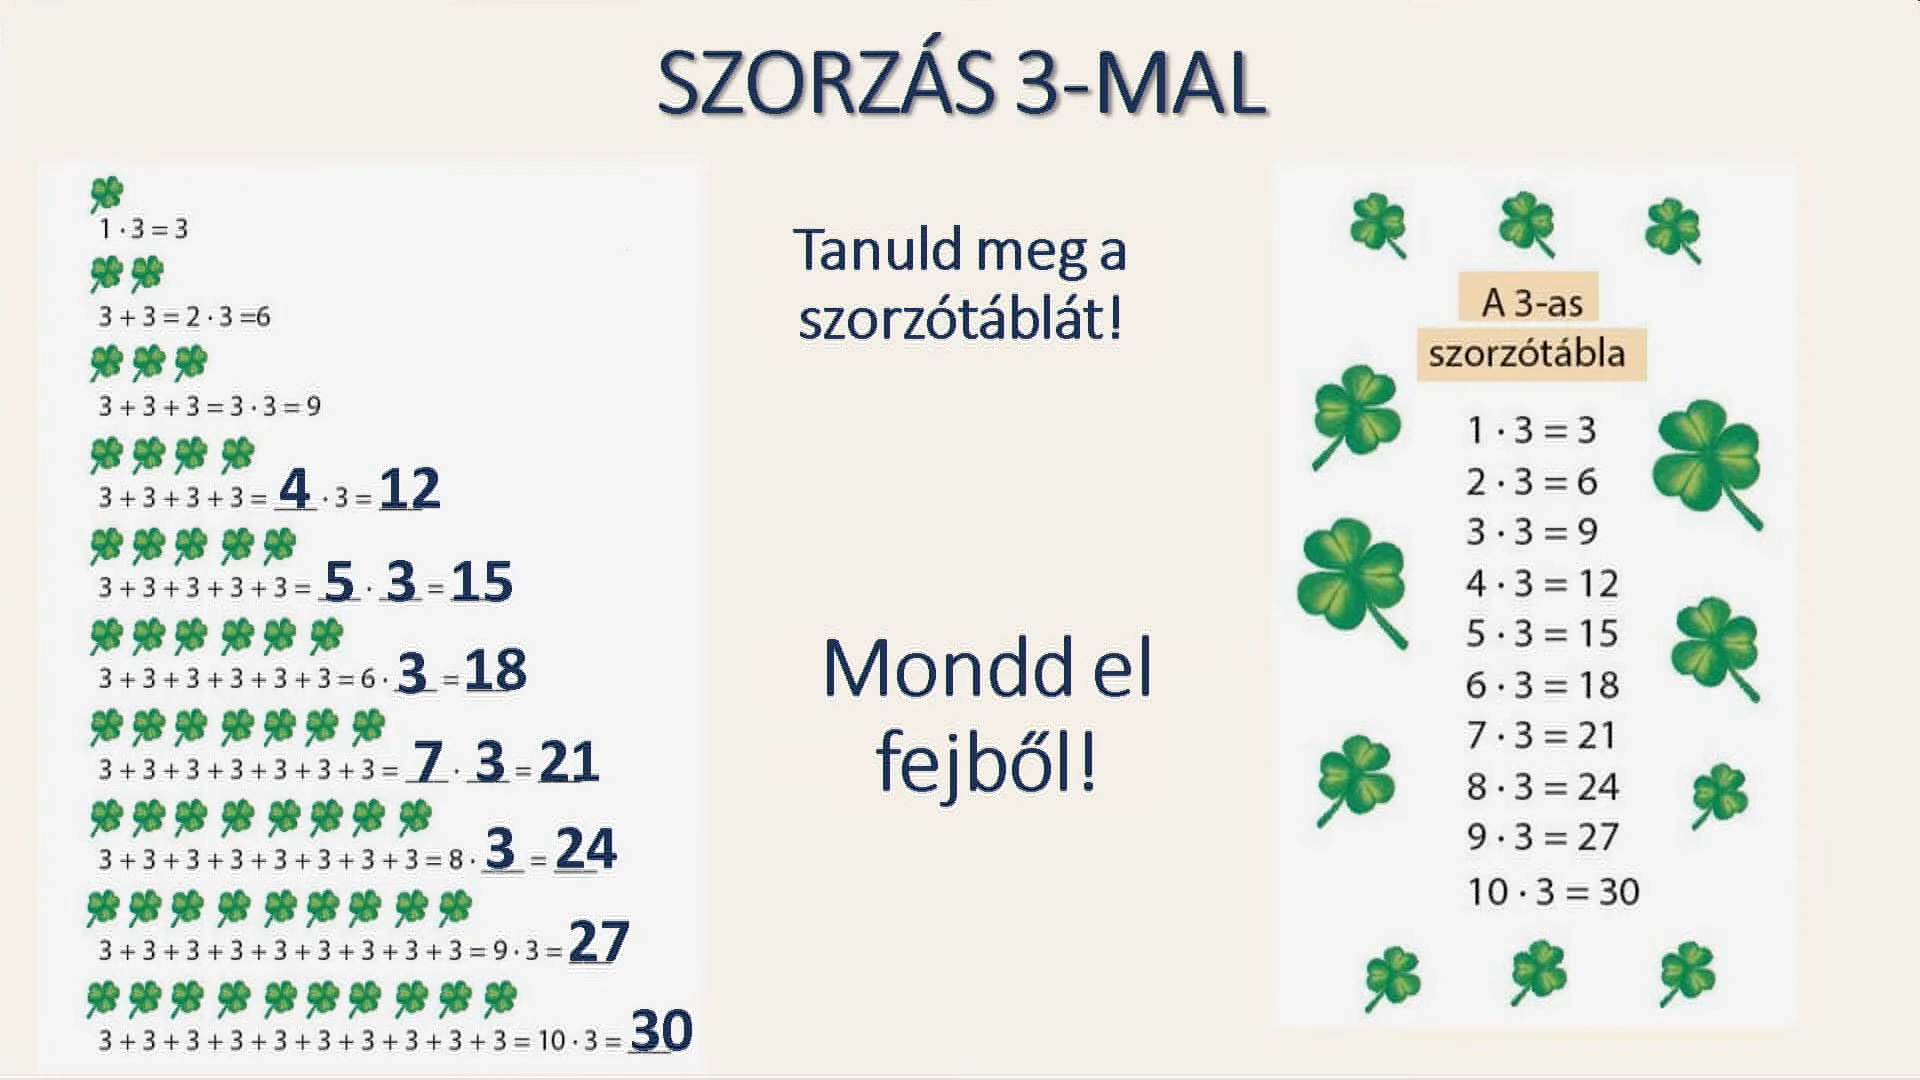 SZORZÁS 3-MAL
1 · 3 = 3
3 + 3 = 2 · 3 =6
3 + 3 + 3 = 3 · 3 = 9
3 + 3 + 3 + 3 = 4 · 3 = 12
3 + 3 + 3 + 3 + 3 = 5 · 3 = 15
3 + 3 + 3 + 3 + 3 + 3 = 6 · 3 = 18
3 + 3 + 3 + 3 + 3 + 3 + 3 = 7 · 3 = 21
3 + 3 + 3 + 3 + 3 + 3 + 3 + 3 = 8 · 3 = 24
3 + 3 + 3 + 3 + 3 + 3 + 3 + 3 + 3 = 9 · 3 = 27
3 + 3 + 3 + 3 + 3 + 3 + 3 + 3 + 3 + 3 = 10 · 3 = 30
Tanuld meg a
szorzótáblát!
Mondd el
fejből!
A 3-as
szorzótábla
1 · 3 = 3
2 · 3 = 6
3 · 3 = 9
4 · 3 = 12
5 · 3 = 15
6 · 3 = 18
7 · 3 = 21
8 · 3 = 24
9 · 3 = 27
10 · 3 = 30